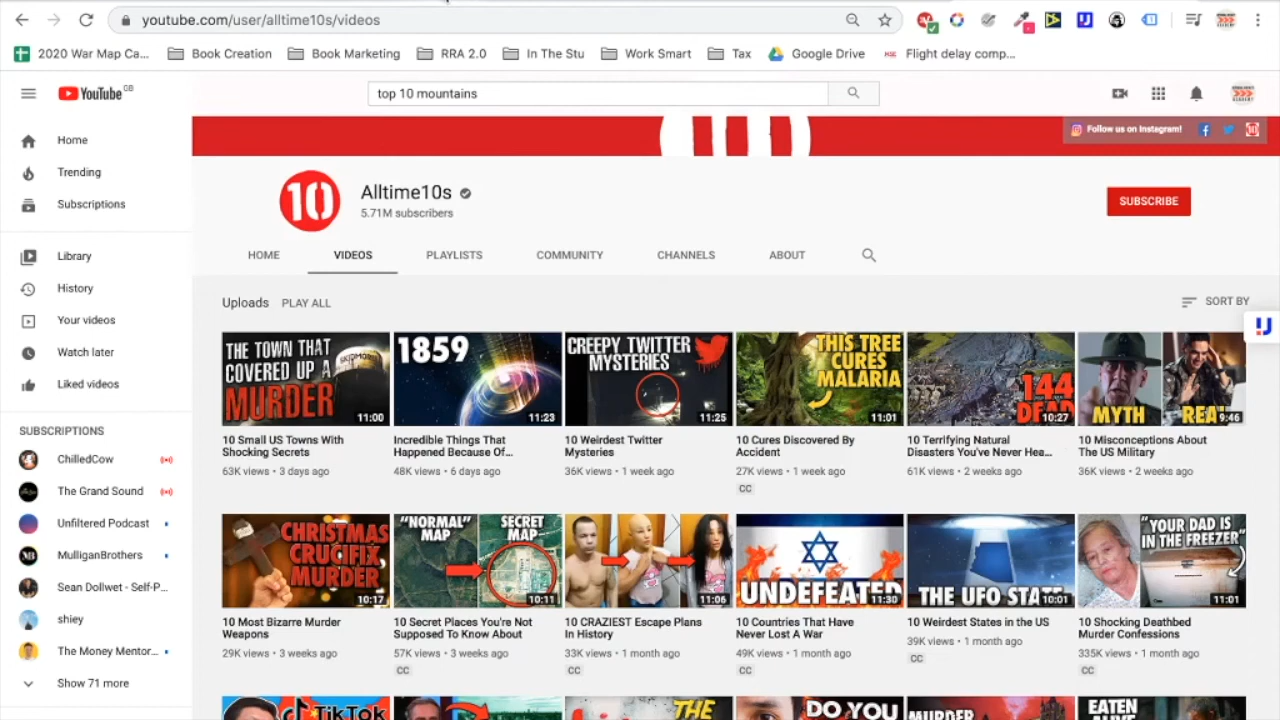 youtube.com/user/alltime10s/videos
2020 War Map Ca... Book Creation Book Marketing RRA 2.0 In The Stu Work Smart Tax Google Drive Flight delay comp...
YouTube GB
top 10 mountains
Home
Trending
Subscriptions
Library
History
Your videos
Watch later
Liked videos
SUBSCRIPTIONS
ChilledCow
The Grand Sound
Unfiltered Podcast
MulliganBrothers
Sean Dollwet - Self-P...
shiey
The Money Mentor...
Show 71 more
Follow us on Instagram!
10
Alltime10s
5.71M subscribers
SUBSCRIBE
HOME VIDEOS PLAYLISTS COMMUNITY CHANNELS ABOUT
Uploads PLAY ALL
SORT BY
THE TOWN THAT
COVERED UP A
MURDER
11:00
10 Small US Towns With
Shocking Secrets
63K views • 3 days ago
1859
11:23
Incredible Things That
Happened Because Of...
48K views • 6 days ago
CREEPY TWITTER
MYSTERIES
11:25
10 Weirdest Twitter
Mysteries
36K views • 1 week ago
THIS TREE
CURES
MALARIA
11:01
10 Cures Discovered By
Accident
27K views • 1 week ago
CC
144
DEAD
10:27
10 Terrifying Natural
Disasters You've Never Hea...
61K views • 2 weeks ago
MYTH
9:46
10 Misconceptions About
The US Military
36K views • 2 weeks ago
CHRISTMAS
CRUCIFIX
MURDER
10:17
10 Most Bizarre Murder
Weapons
29K views • 3 weeks ago
"NORMAL"
MAP
SECRET
MAP
10:11
10 Secret Places You're Not
Supposed To Know About
57K views • 3 weeks ago
CC
11:06
10 CRAZIEST Escape Plans
In History
33K views • 1 month ago
CC
UNDEFEATED
11:30
10 Countries That Have
Never Lost A War
49K views • 1 month ago
CC
THE UFO STATE
10:01
10 Weirdest States in the US
39K views • 1 month ago
CC
"YOUR DAD IS
IN THE FREEZER"
11:01
10 Shocking Deathbed
Murder Confessions
335K views • 1 month ago
CC
TikTok
THE
DO YOU
MURDER
EATEN